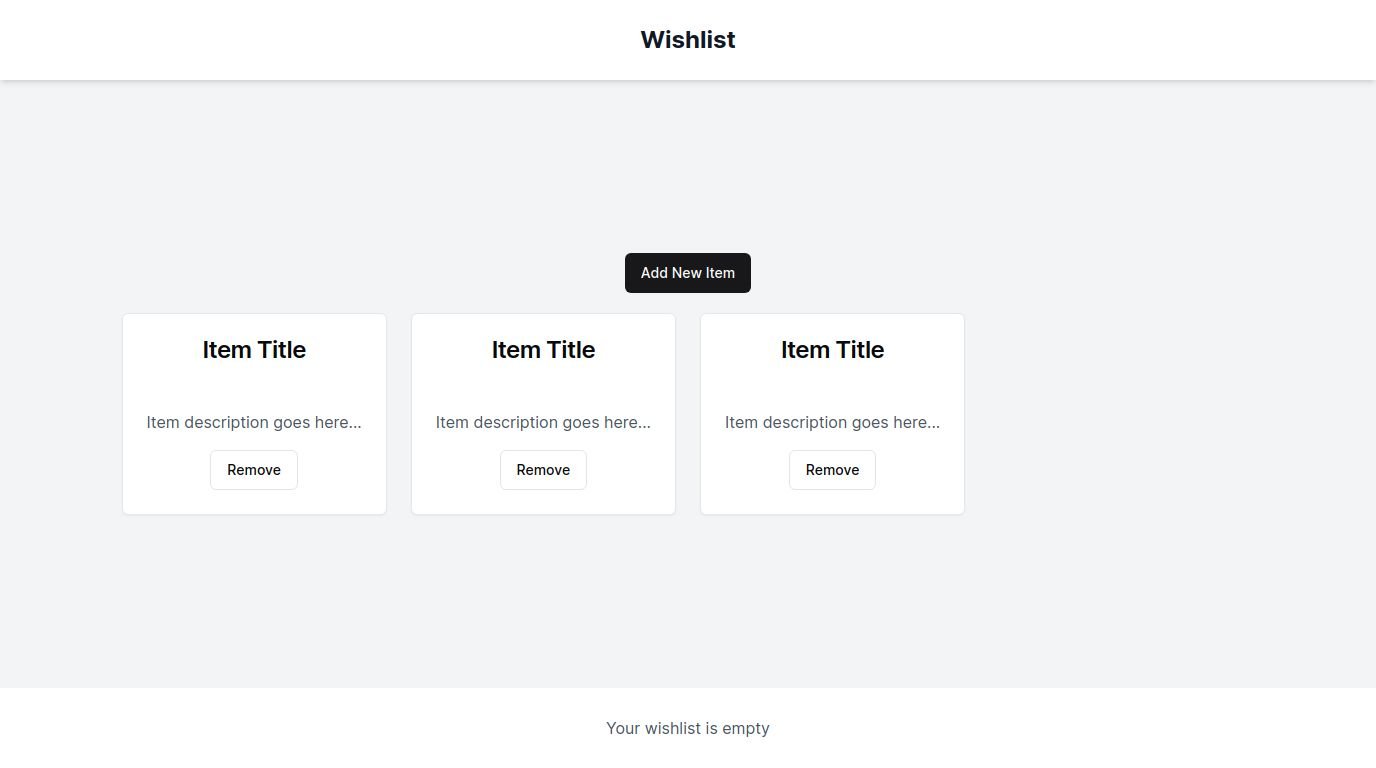 Wishlist
Add New Item
Item Title
Item description goes here...
Remove
Item Title
Item description goes here...
Remove
Item Title
Item description goes here...
Remove
Your wishlist is empty